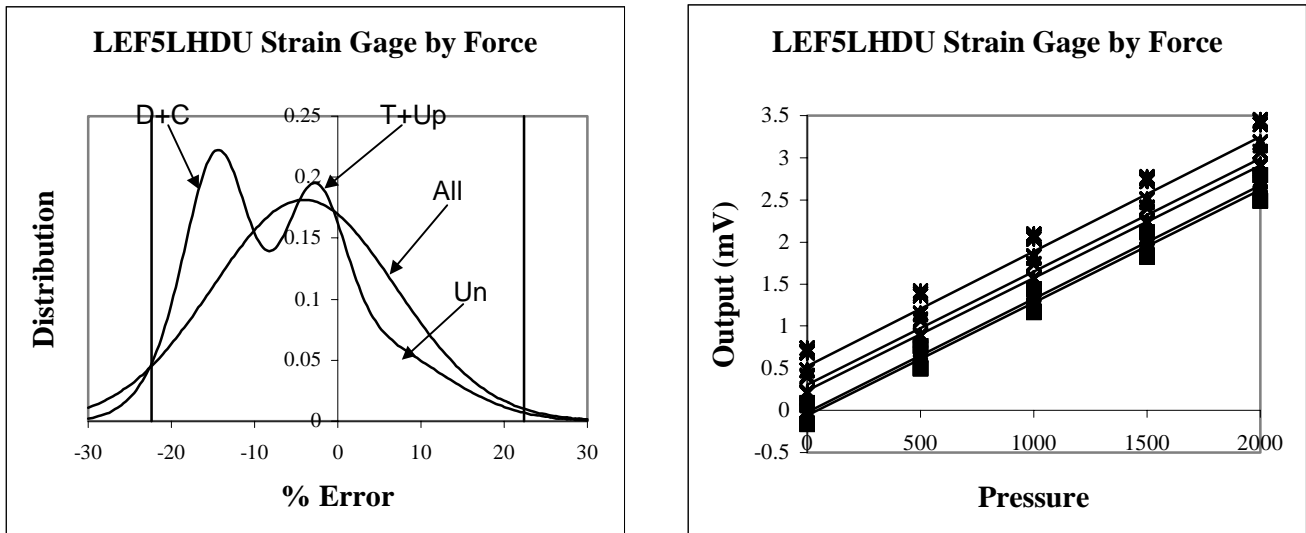 LEF5LHDU Strain Gage by Force
D+C
T+Up
All
Un
0.25
0.2
0.15
0.1
0.05
0
-30
-20
-10
0
10
20
30
Distribution
% Error
LEF5LHDU Strain Gage by Force
3.5
3
2.5
2
1.5
1
0.5
0
-0.5
0
500
1000
1500
2000
Output (mV)
Pressure